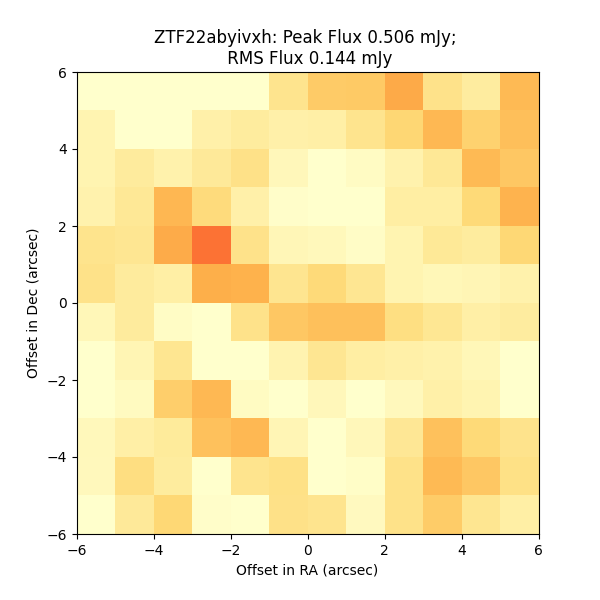 ZTF22abyivxh: Peak Flux 0.506 mJy;
RMS Flux 0.144 mJy
6
4
2
0
−2
−4
−6
Offset in Dec (arcsec)
−6 −4 −2 0 2 4 6
Offset in RA (arcsec)